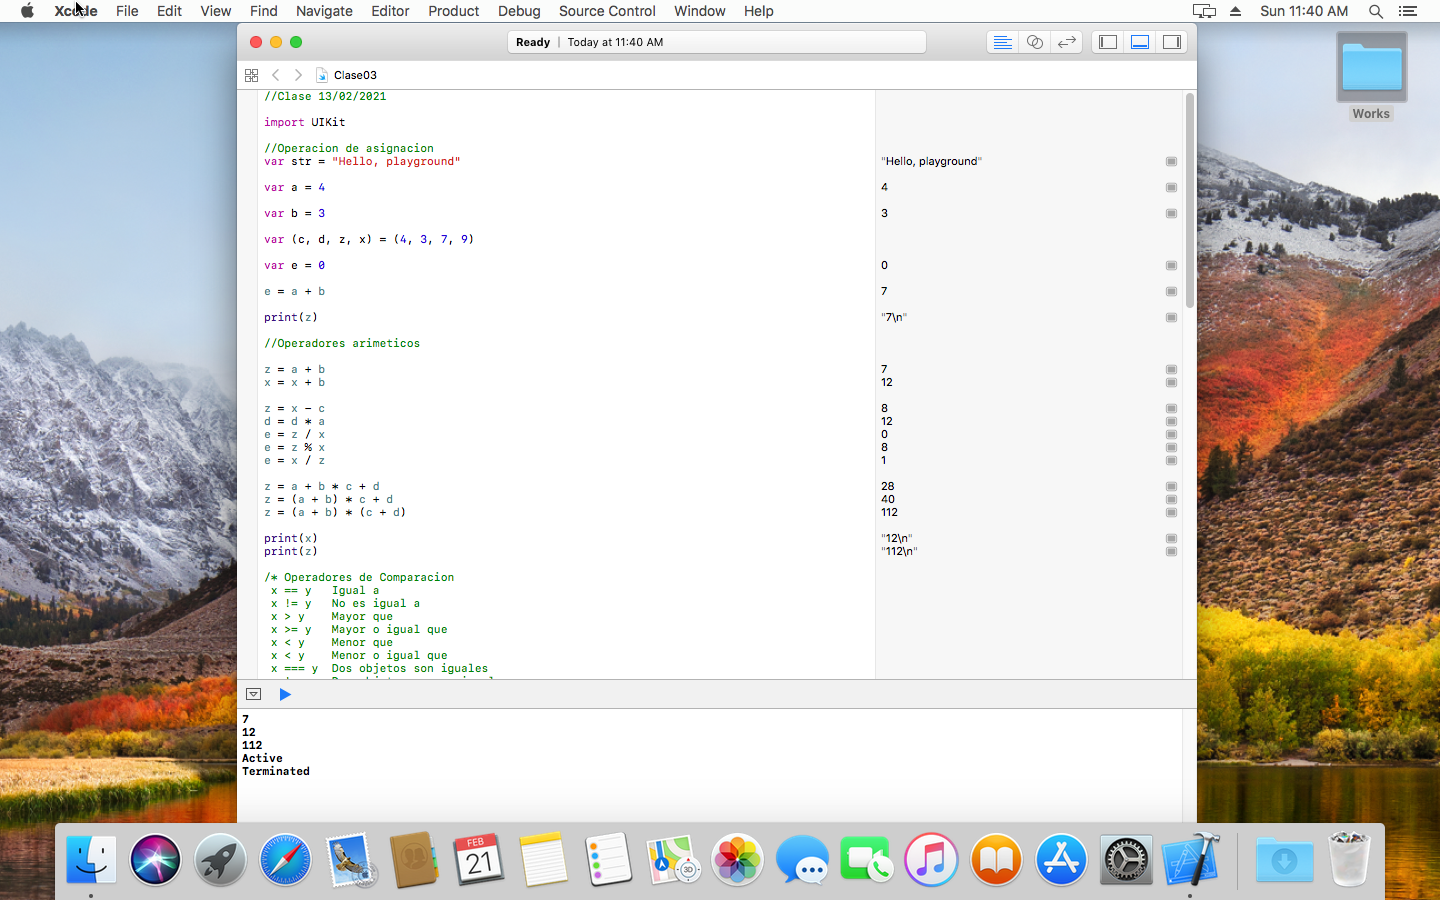 Xcode File Edit View Find Navigate Editor Product Debug Source Control Window Help Sun 11:40 AM
Ready | Today at 11:40 AM
Works
Clase03
//Clase 13/02/2021
import UIKit
//Operacion de asignacion
var str = "Hello, playground" "Hello, playground"
var a = 4 4
var b = 3 3
var (c, d, z, x) = (4, 3, 7, 9)
var e = 0 0
e = a + b 7
print(z) "7\n"
//Operadores arimeticos
z = a + b 7
x = x + b 12
z = x - c 8
d = d * a 12
e = z / x 0
e = z % x 8
e = x / z 1
z = a + b * c + d 28
z = (a + b) * c + d 40
z = (a + b) * (c + d) 112
print(x) "12\n"
print(z) "112\n"
/* Operadores de Comparacion
x == y Igual a
x != y No es igual a
x > y Mayor que
x >= y Mayor o igual que
x < y Menor que
x < y Menor o igual que
x === y Dos objetos son iguales
7
12
112
Active
Terminated
FEB
21
3D